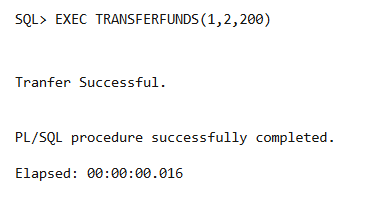 SQL> EXEC TRANSFERFUNDS(1,2,200)
Tranfer Successful.
PL/SQL procedure successfully completed.
Elapsed: 00:00:00.016